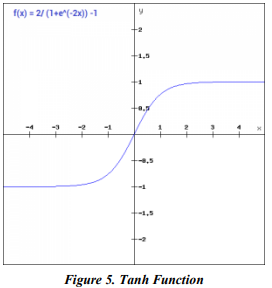 f(x) = 2/ (1+e^(-2x)) -1
y
2
1,5
1
0,5
-4 -3 -2 -1 1 2 3 4 x
-0,5
-1
-1,5
-2
Figure 5. Tanh Function